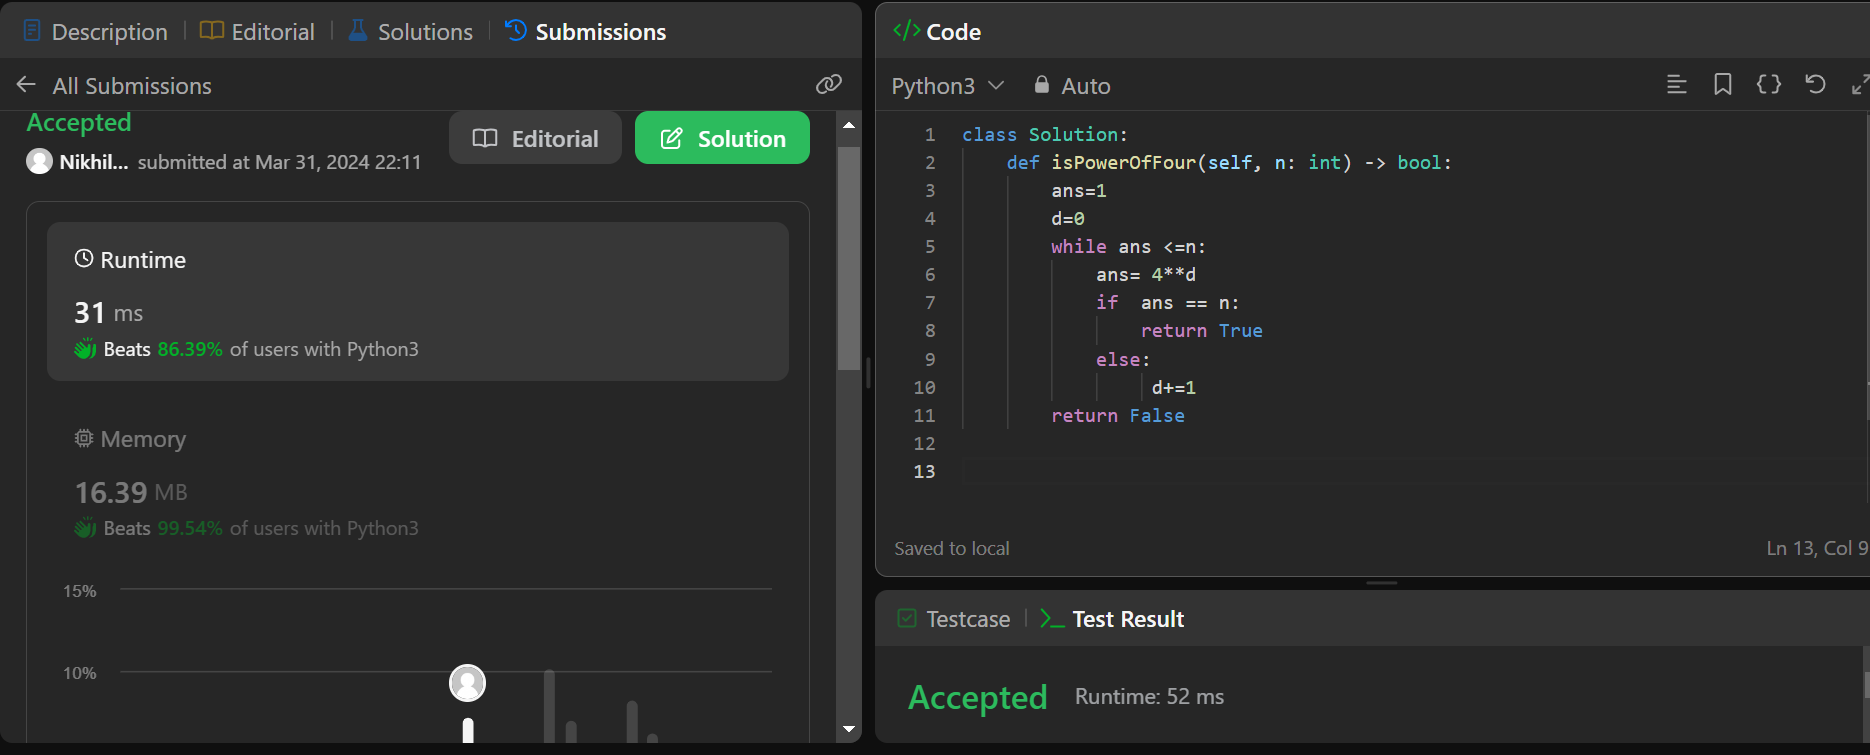 Description | Editorial | Solutions | Submissions
All Submissions
Accepted
Nikhil... submitted at Mar 31, 2024 22:11
Editorial
Solution
Runtime
31 ms
Beats 86.39% of users with Python3
Memory
16.39 MB
Beats 99.54% of users with Python3
15%
10%
</> Code
Python3 Auto
1 class Solution:
2     def isPowerOfFour(self, n: int) -> bool:
3         ans=1
4         d=0
5         while ans <=n:
6             ans= 4**d
7             if  ans == n:
8                 return True
9             else:
10                 d+=1
11         return False
12
13
Saved to local
Ln 13, Col 9
Testcase | Test Result
Accepted Runtime: 52 ms